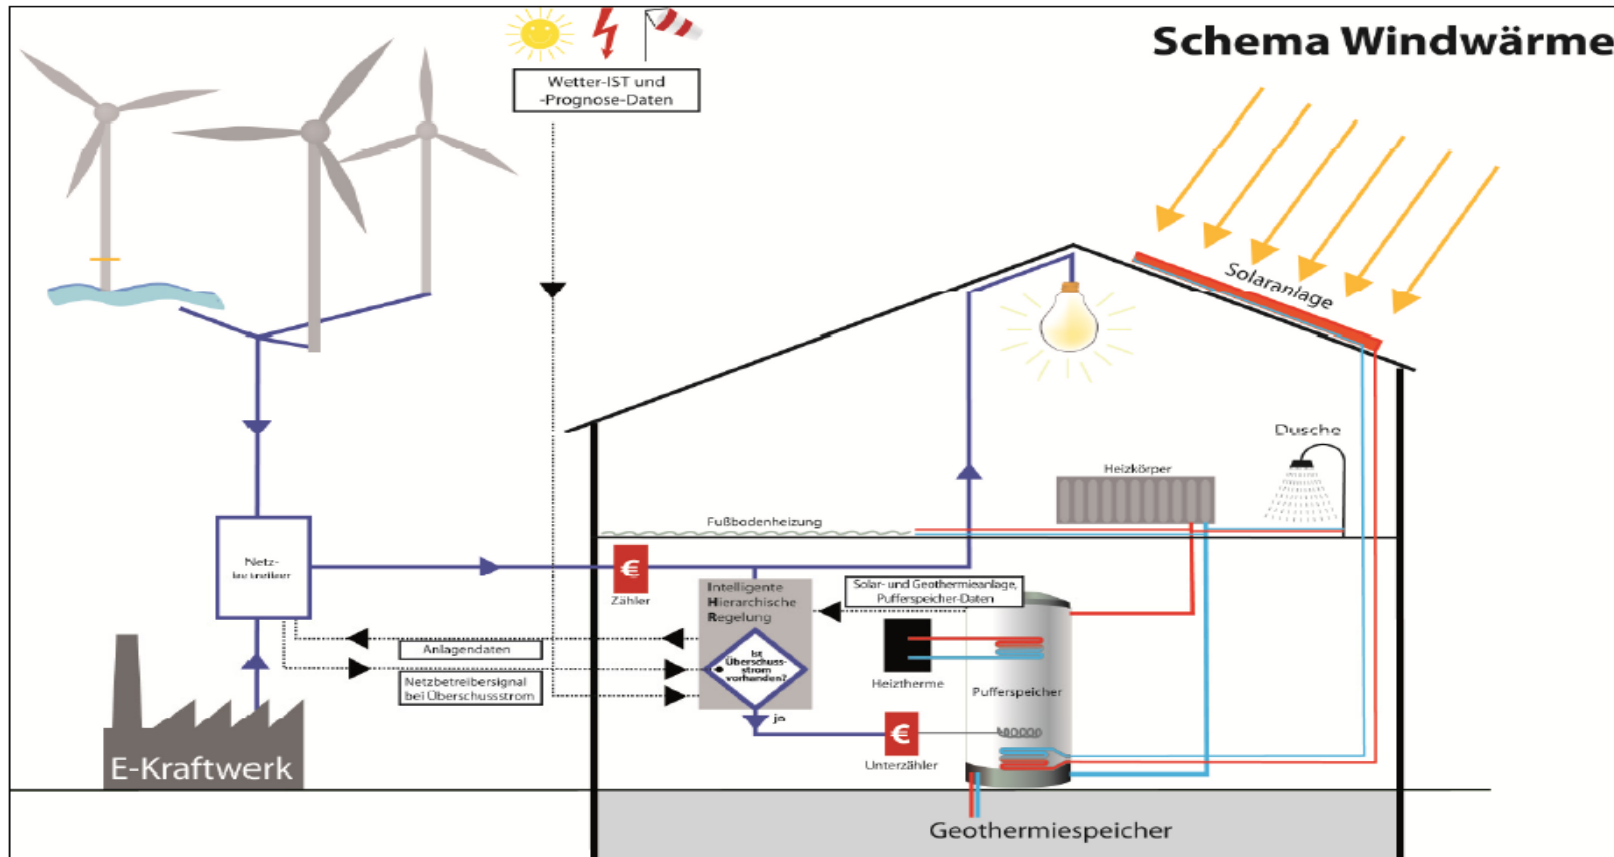 Schema Windwärme
Wetter-IST und
-Prognose-Daten
Solaranlage
Dusche
Heizkörper
Fußbodenheizung
Netz-
€
Zähler
Intelligente
Hierarchische
Regelung
Solar- und Geothermieanlage,
Pufferspeicher-Daten
Anlagendaten
Ist
Überschuss-
strom
vorhanden?
Netzbetreibersignal
bei Überschussstrom
Heiztherme
Pufferspeicher
ja
€
Unterzähler
E-Kraftwerk
Geothermiespeicher